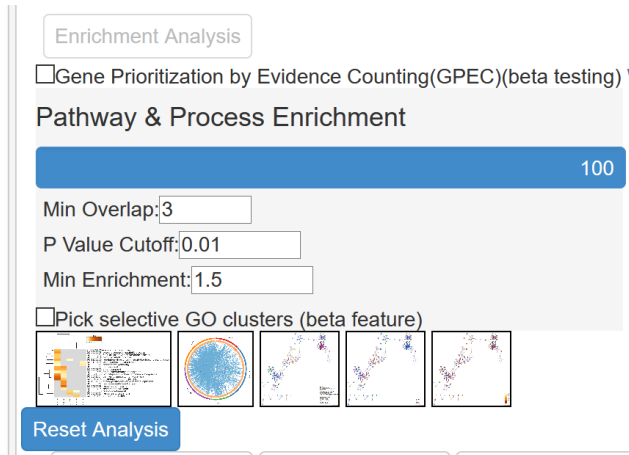 Enrichment Analysis
Gene Prioritization by Evidence Counting(GPEC)(beta testing)
Pathway & Process Enrichment
100
Min Overlap:3
P Value Cutoff:0.01
Min Enrichment:1.5
Pick selective GO clusters (beta feature)
Reset Analysis